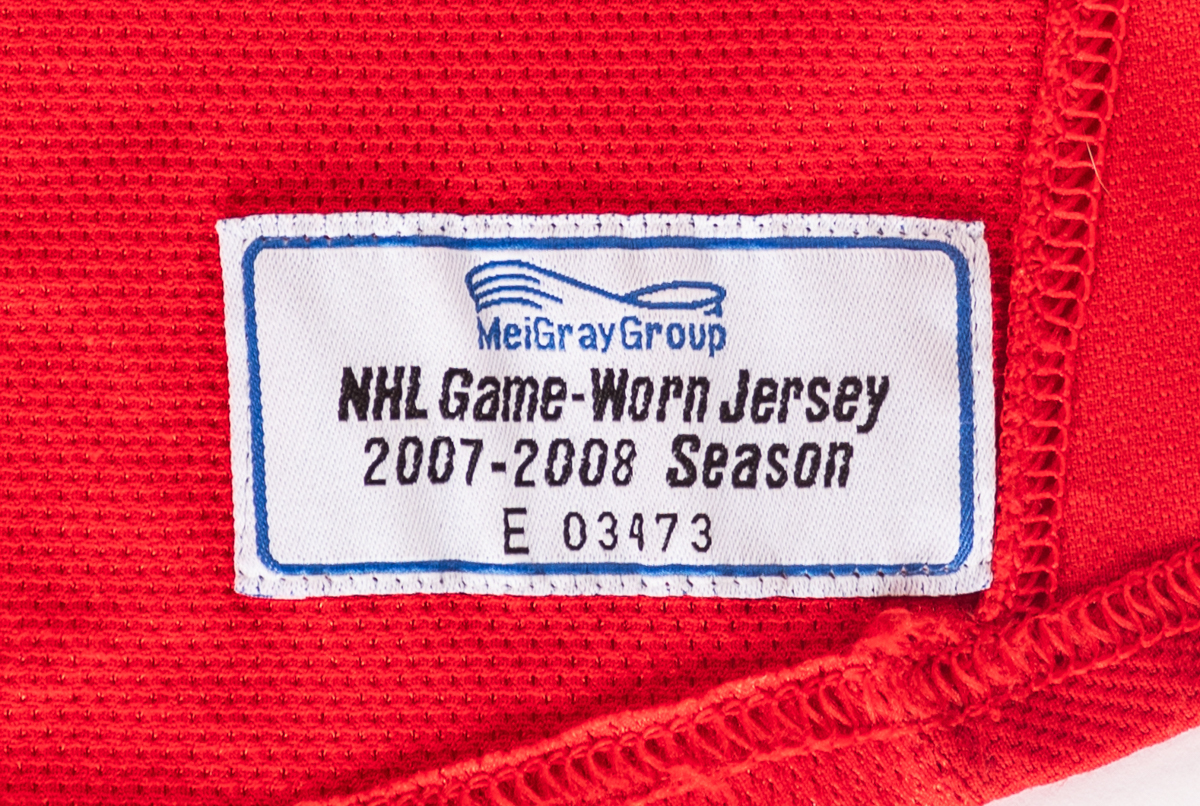 MeiGrayGroup
NHL Game-Worn Jersey
2007-2008 Season
E 03473